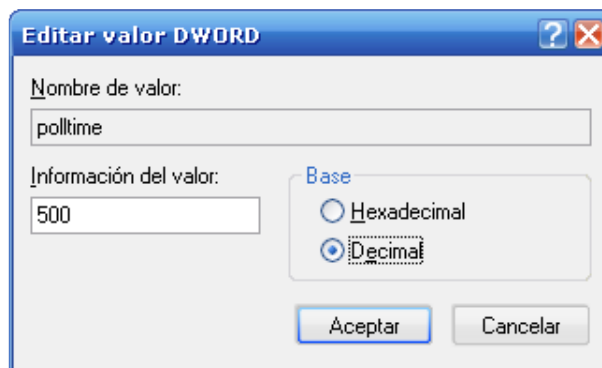 Editar valor DWORD
Nombre de valor:
polltime
Información del valor:
500
Base
Hexadecimal
Decimal
Aceptar
Cancelar